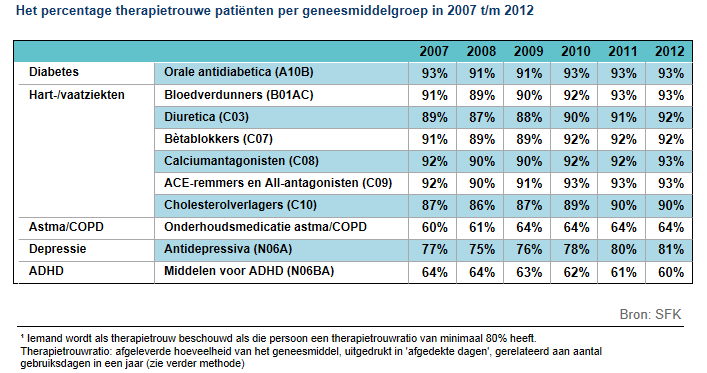 Het percentage therapietrouwe patiënten per geneesmiddelgroep in 2007 t/m 2012
2007 2008 2009 2010 2011 2012
Diabetes Orale antidiabetica (A10B) 93% 91% 91% 93% 93% 93%
Hart-/vaatziekten Bloedverdunners (B01AC) 91% 89% 90% 92% 93% 93%
Diuretica (C03) 89% 87% 88% 90% 91% 92%
Bètablokkers (C07) 91% 89% 89% 92% 92% 92%
Calciumantagonisten (C08) 92% 90% 90% 92% 92% 93%
ACE-remmers en AII-antagonisten (C09) 92% 90% 91% 93% 93% 93%
Cholesterolverlagers (C10) 87% 86% 87% 89% 90% 90%
Astma/COPD Onderhoudsmedicatie astma/COPD 60% 61% 64% 64% 64% 64%
Depressie Antidepressiva (N06A) 77% 75% 76% 78% 80% 81%
ADHD Middelen voor ADHD (N06BA) 64% 64% 63% 62% 61% 60%
Bron: SFK
¹ Iemand wordt als therapietrouw beschouwd als die persoon een therapietrouwratio van minimaal 80% heeft.
Therapietrouwratio: afgeleverde hoeveelheid van het geneesmiddel, uitgedrukt in 'afgedekte dagen', gerelateerd aan aantal
gebruiksdagen in een jaar (zie verder methode)